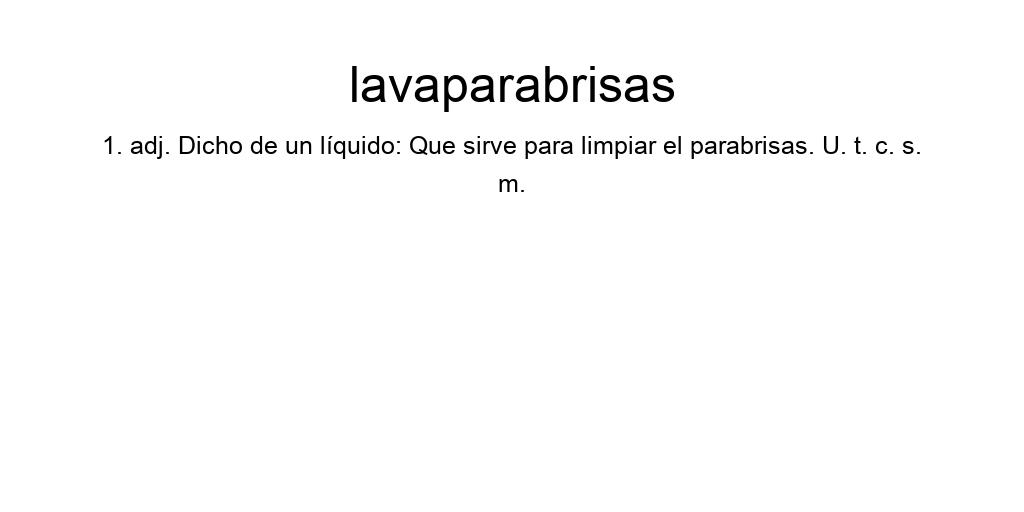 lavaparabrisas
1. adj. Dicho de un líquido: Que sirve para limpiar el parabrisas. U. t. c. s.
m.